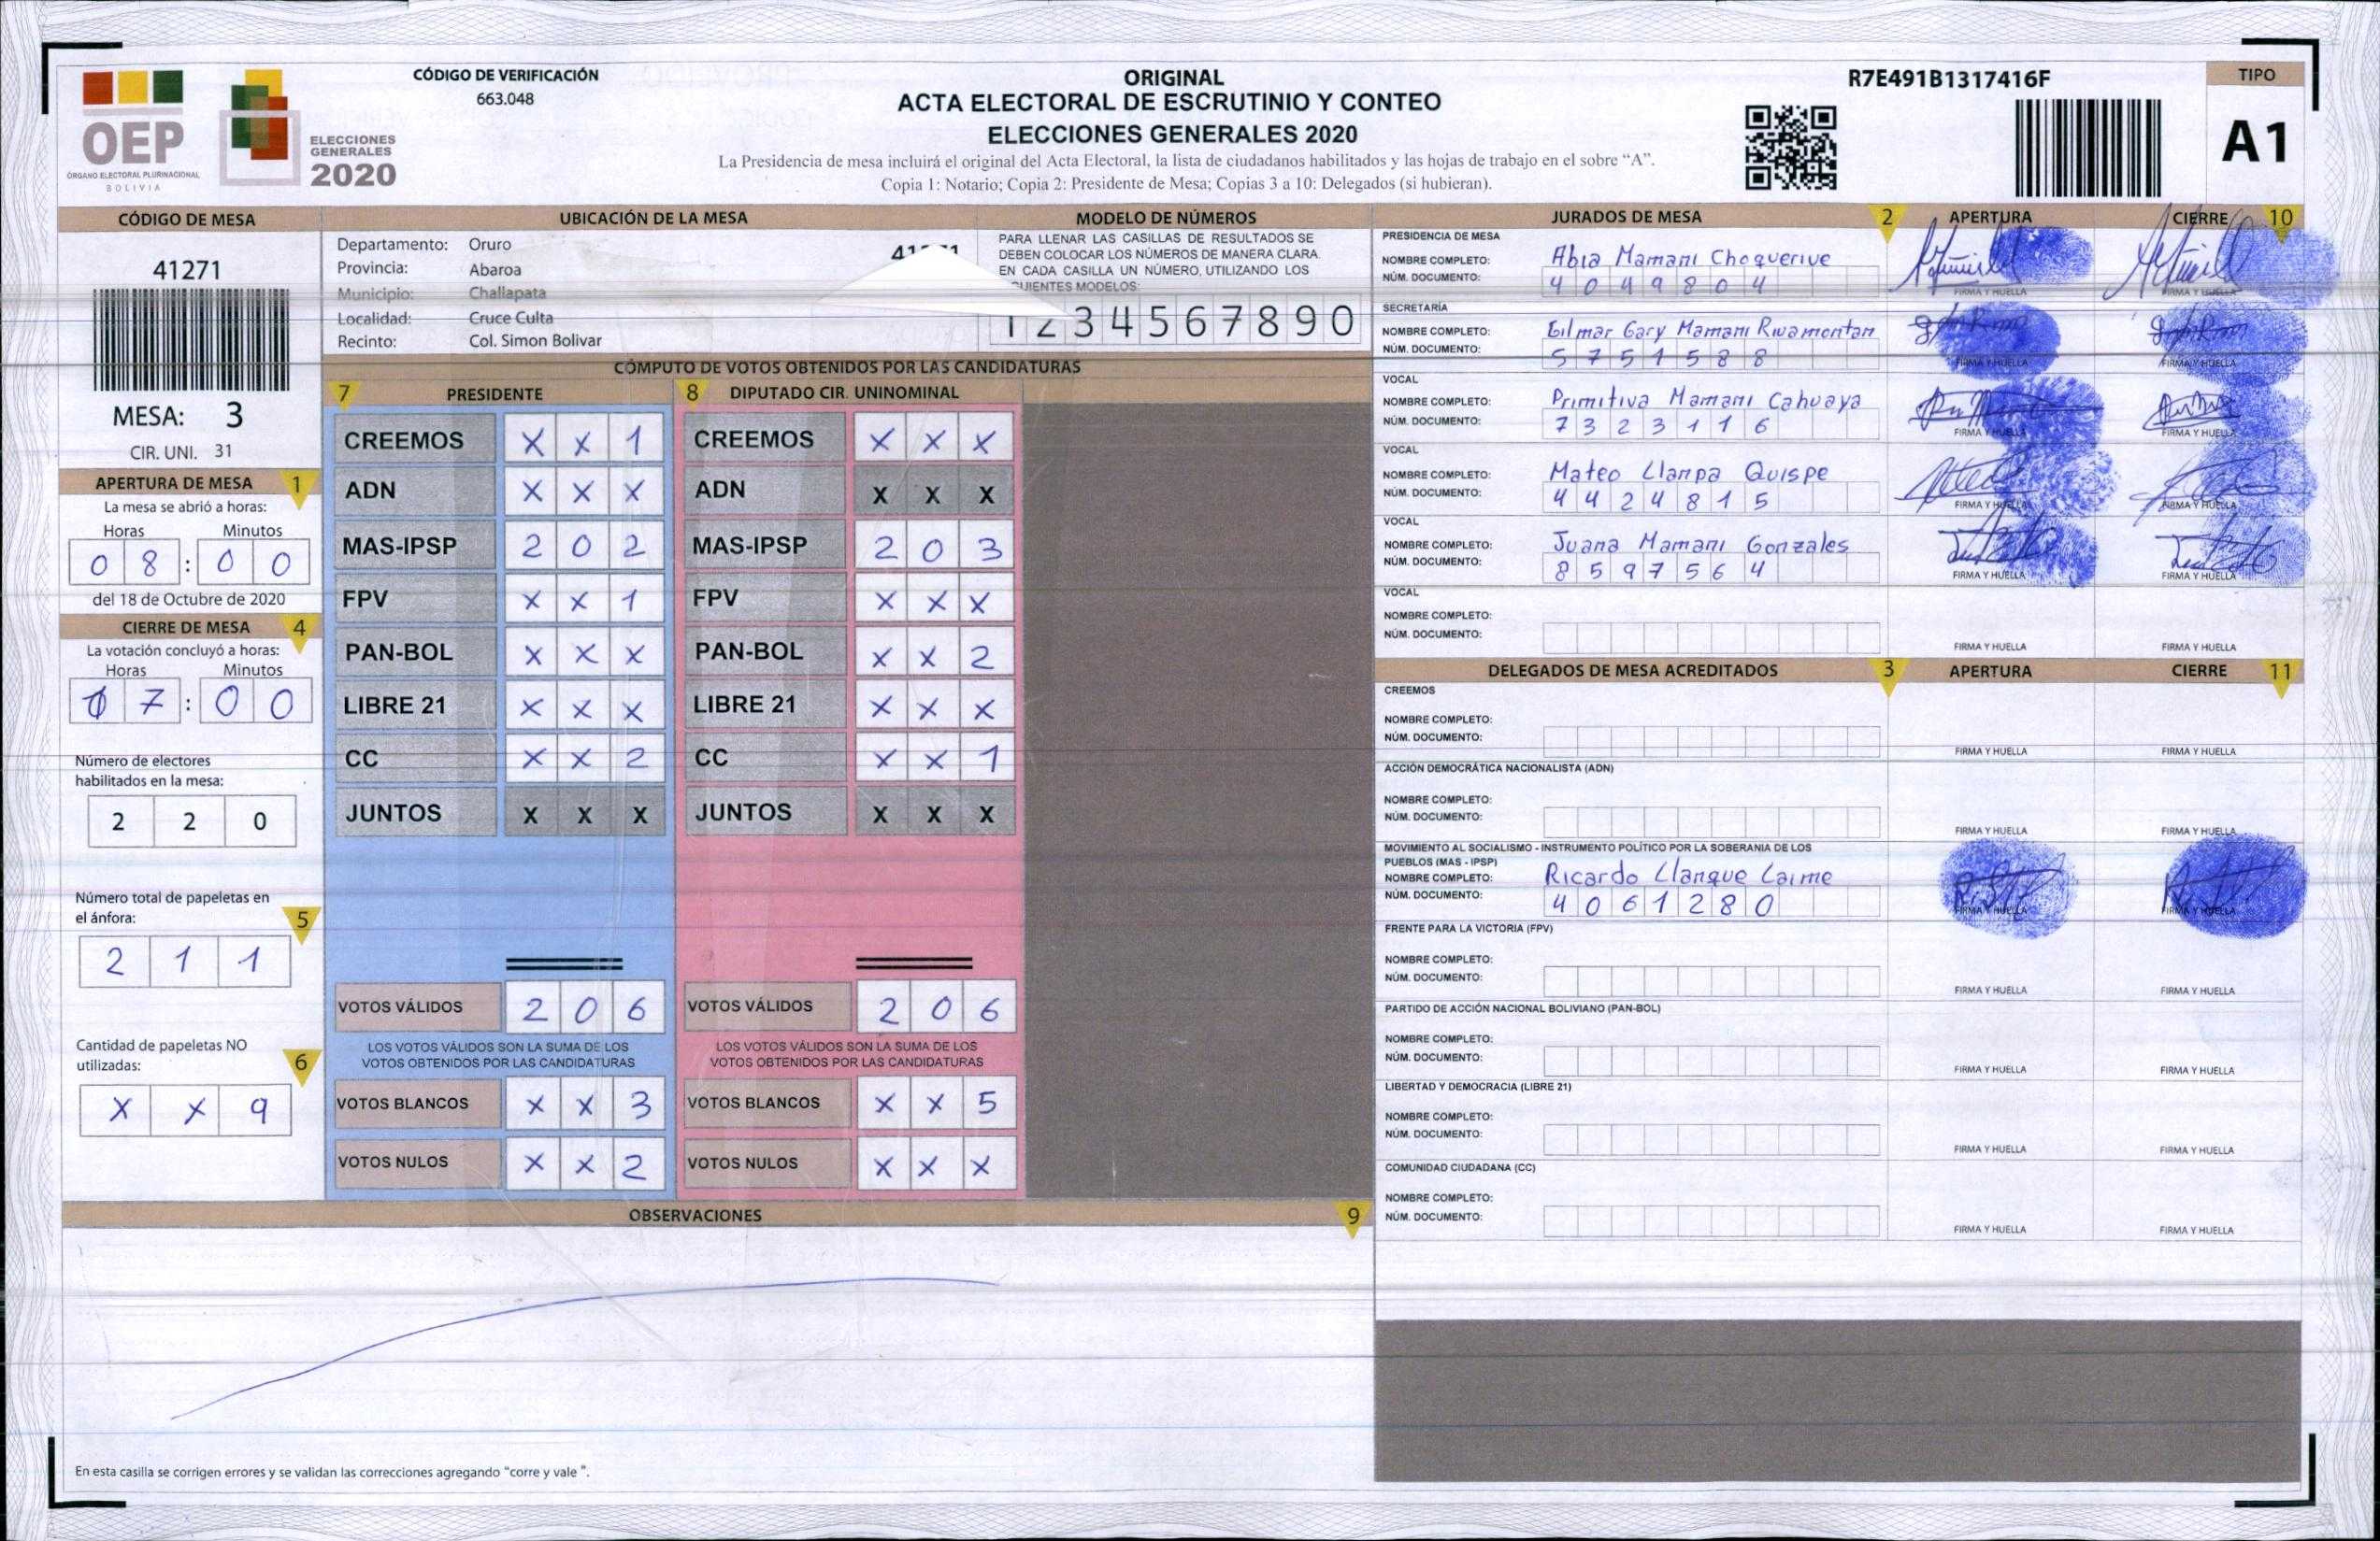 OEP
ÓRGANO ELECTORAL PLURINACIONAL
BOLIVIA
ELECCIONES
GENERALES
2020
CÓDIGO DE VERIFICACIÓN
663.048
ORIGINAL
ACTA ELECTORAL DE ESCRUTINIO Y CONTEO
ELECCIONES GENERALES 2020
La Presidencia de mesa incluirá el original del Acta Electoral, la lista de ciudadanos habilitados y las hojas de trabajo en el sobre “A”.
Copia 1: Notario; Copia 2: Presidente de Mesa; Copias 3 a 10: Delegados (si hubieran).
R7E491B1317416F
TIPO
A1
CÓDIGO DE MESA
41271
MESA: 3
CIR. UNI. 31
APERTURA DE MESA 1
La mesa se abrió a horas:
Horas Minutos
0 8 : 0 0
del 18 de Octubre de 2020
CIERRE DE MESA 4
La votación concluyó a horas:
Horas Minutos
1 7 : 0 0
Número de electores
habilitados en la mesa:
2 2 0
Número total de papeletas en
el ánfora: 5
2 1 1
Cantidad de papeletas NO
utilizadas: 6
X X 9
UBICACIÓN DE LA MESA
Departamento: Oruro
Provincia: Abaroa
Municipio: Challapata
Localidad: Cruce Culta
Recinto: Col. Simon Bolivar
MODELO DE NÚMEROS
PARA LLENAR LAS CASILLAS DE RESULTADOS SE
DEBEN COLOCAR LOS NÚMEROS DE MANERA CLARA.
EN CADA CASILLA UN NÚMERO, UTILIZANDO LOS
MODELOS:
1 2 3 4 5 6 7 8 9 0
CÓMPUTO DE VOTOS OBTENIDOS POR LAS CANDIDATURAS
7 PRESIDENTE
CREEMOS X X 1
ADN X X X
MAS-IPSP 2 0 2
FPV X X 1
PAN-BOL X X X
LIBRE 21 X X X
CC X X 2
JUNTOS X X X
VOTOS VÁLIDOS 2 0 6
LOS VOTOS VÁLIDOS SON LA SUMA DE LOS
VOTOS OBTENIDOS POR LAS CANDIDATURAS
VOTOS BLANCOS X X 3
VOTOS NULOS X X 2
8 DIPUTADO CIR. UNINOMINAL
CREEMOS X X X
ADN X X X
MAS-IPSP 2 0 3
FPV X X X
PAN-BOL X X 2
LIBRE 21 X X X
CC X X 1
JUNTOS X X X
VOTOS VÁLIDOS 2 0 6
LOS VOTOS VÁLIDOS SON LA SUMA DE LOS
VOTOS OBTENIDOS POR LAS CANDIDATURAS
VOTOS BLANCOS X X 5
VOTOS NULOS X X X
OBSERVACIONES 9
En esta casilla se corrigen errores y se validan las correcciones agregando "corre y vale ".
JURADOS DE MESA 2 APERTURA CIERRE 10
PRESIDENCIA DE MESA
NOMBRE COMPLETO: Abia Mamani Choquerive
NÚM. DOCUMENTO: 4 0 4 9 8 0 4
FIRMA Y HUELLA FIRMA Y HUELLA
SECRETARÍA
NOMBRE COMPLETO: Gilmar Gary Mamani
NÚM. DOCUMENTO: 5 7 5 1 5 8 8
FIRMA Y HUELLA FIRMA Y HUELLA
VOCAL
NOMBRE COMPLETO: Primitiva Mamani Cahuaya
NÚM. DOCUMENTO: 7 3 2 3 1 1 6
FIRMA Y HUELLA FIRMA Y HUELLA
VOCAL
NOMBRE COMPLETO: Mateo Llanpa Quispe
NÚM. DOCUMENTO: 4 4 2 4 8 1 5
FIRMA Y HUELLA FIRMA Y HUELLA
VOCAL
NOMBRE COMPLETO: Juana Mamani Gonzales
NÚM. DOCUMENTO: 8 5 9 7 5 6 4
FIRMA Y HUELLA FIRMA Y HUELLA
VOCAL
NOMBRE COMPLETO:
NÚM. DOCUMENTO:
FIRMA Y HUELLA FIRMA Y HUELLA
DELEGADOS DE MESA ACREDITADOS 3 APERTURA CIERRE 11
CREEMOS
NOMBRE COMPLETO:
NÚM. DOCUMENTO:
FIRMA Y HUELLA FIRMA Y HUELLA
ACCIÓN DEMOCRÁTICA NACIONALISTA (ADN)
NOMBRE COMPLETO:
NÚM. DOCUMENTO:
FIRMA Y HUELLA FIRMA Y HUELLA
MOVIMIENTO AL SOCIALISMO - INSTRUMENTO POLÍTICO POR LA SOBERANIA DE LOS
PUEBLOS (MAS - IPSP)
NOMBRE COMPLETO: Ricardo Llanque Laime
NÚM. DOCUMENTO: 4 0 6 1 2 8 0
FIRMA Y HUELLA FIRMA Y HUELLA
FRENTE PARA LA VICTORIA (FPV)
NOMBRE COMPLETO:
NÚM. DOCUMENTO:
FIRMA Y HUELLA FIRMA Y HUELLA
PARTIDO DE ACCIÓN NACIONAL BOLIVIANO (PAN-BOL)
NOMBRE COMPLETO:
NÚM. DOCUMENTO:
FIRMA Y HUELLA FIRMA Y HUELLA
LIBERTAD Y DEMOCRACIA (LIBRE 21)
NOMBRE COMPLETO:
NÚM. DOCUMENTO:
FIRMA Y HUELLA FIRMA Y HUELLA
COMUNIDAD CIUDADANA (CC)
NOMBRE COMPLETO:
NÚM. DOCUMENTO:
FIRMA Y HUELLA FIRMA Y HUELLA